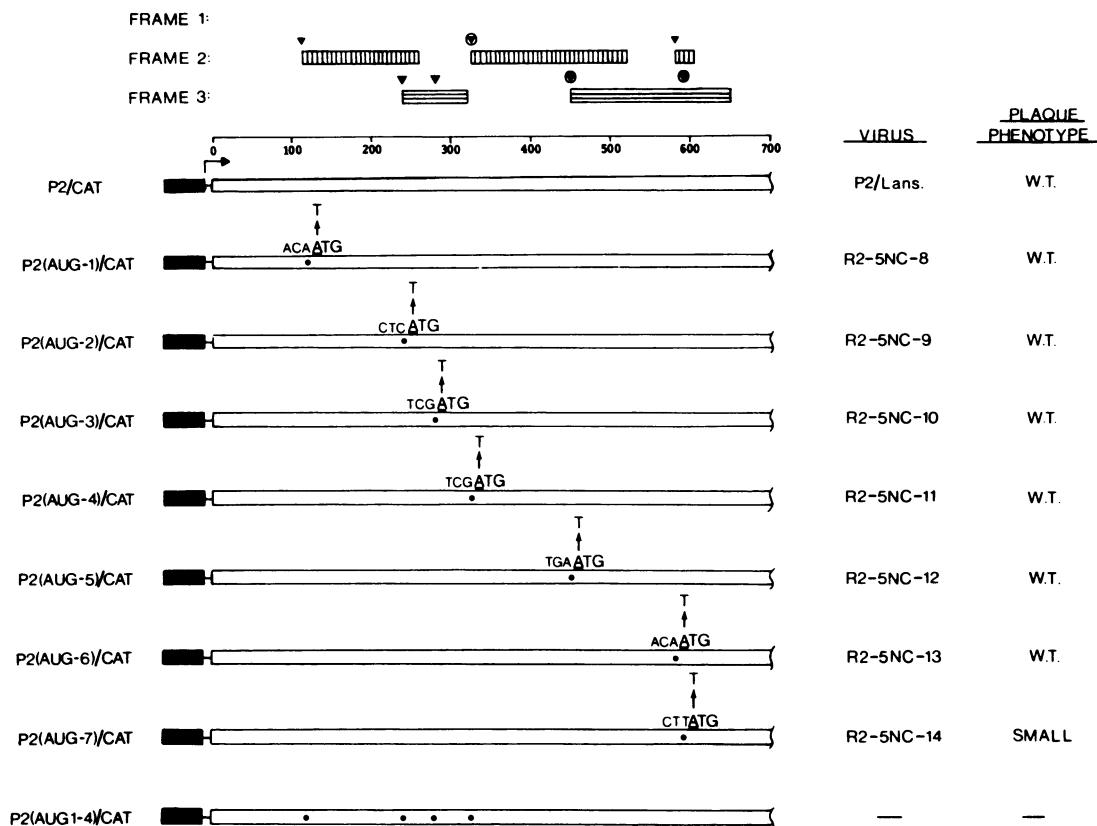 FRAME 1:
FRAME 2:
FRAME 3:
0 100 200 300 400 500 600 700
VIRUS
PLAQUE
PHENOTYPE
P2/CAT
P2/Lans.
W.T.
T
ACAATG
P2(AUG-1)/CAT
R2-5NC-8
W.T.
T
CTCATG
P2(AUG-2)/CAT
R2-5NC-9
W.T.
T
TCGATG
P2(AUG-3)/CAT
R2-5NC-10
W.T.
T
TCGATG
P2(AUG-4)/CAT
R2-5NC-11
W.T.
T
TGAATG
P2(AUG-5)/CAT
R2-5NC-12
W.T.
T
ACAATG
P2(AUG-6)/CAT
R2-5NC-13
W.T.
T
CTTATG
P2(AUG-7)/CAT
R2-5NC-14
SMALL
P2(AUG1-4)/CAT
— —